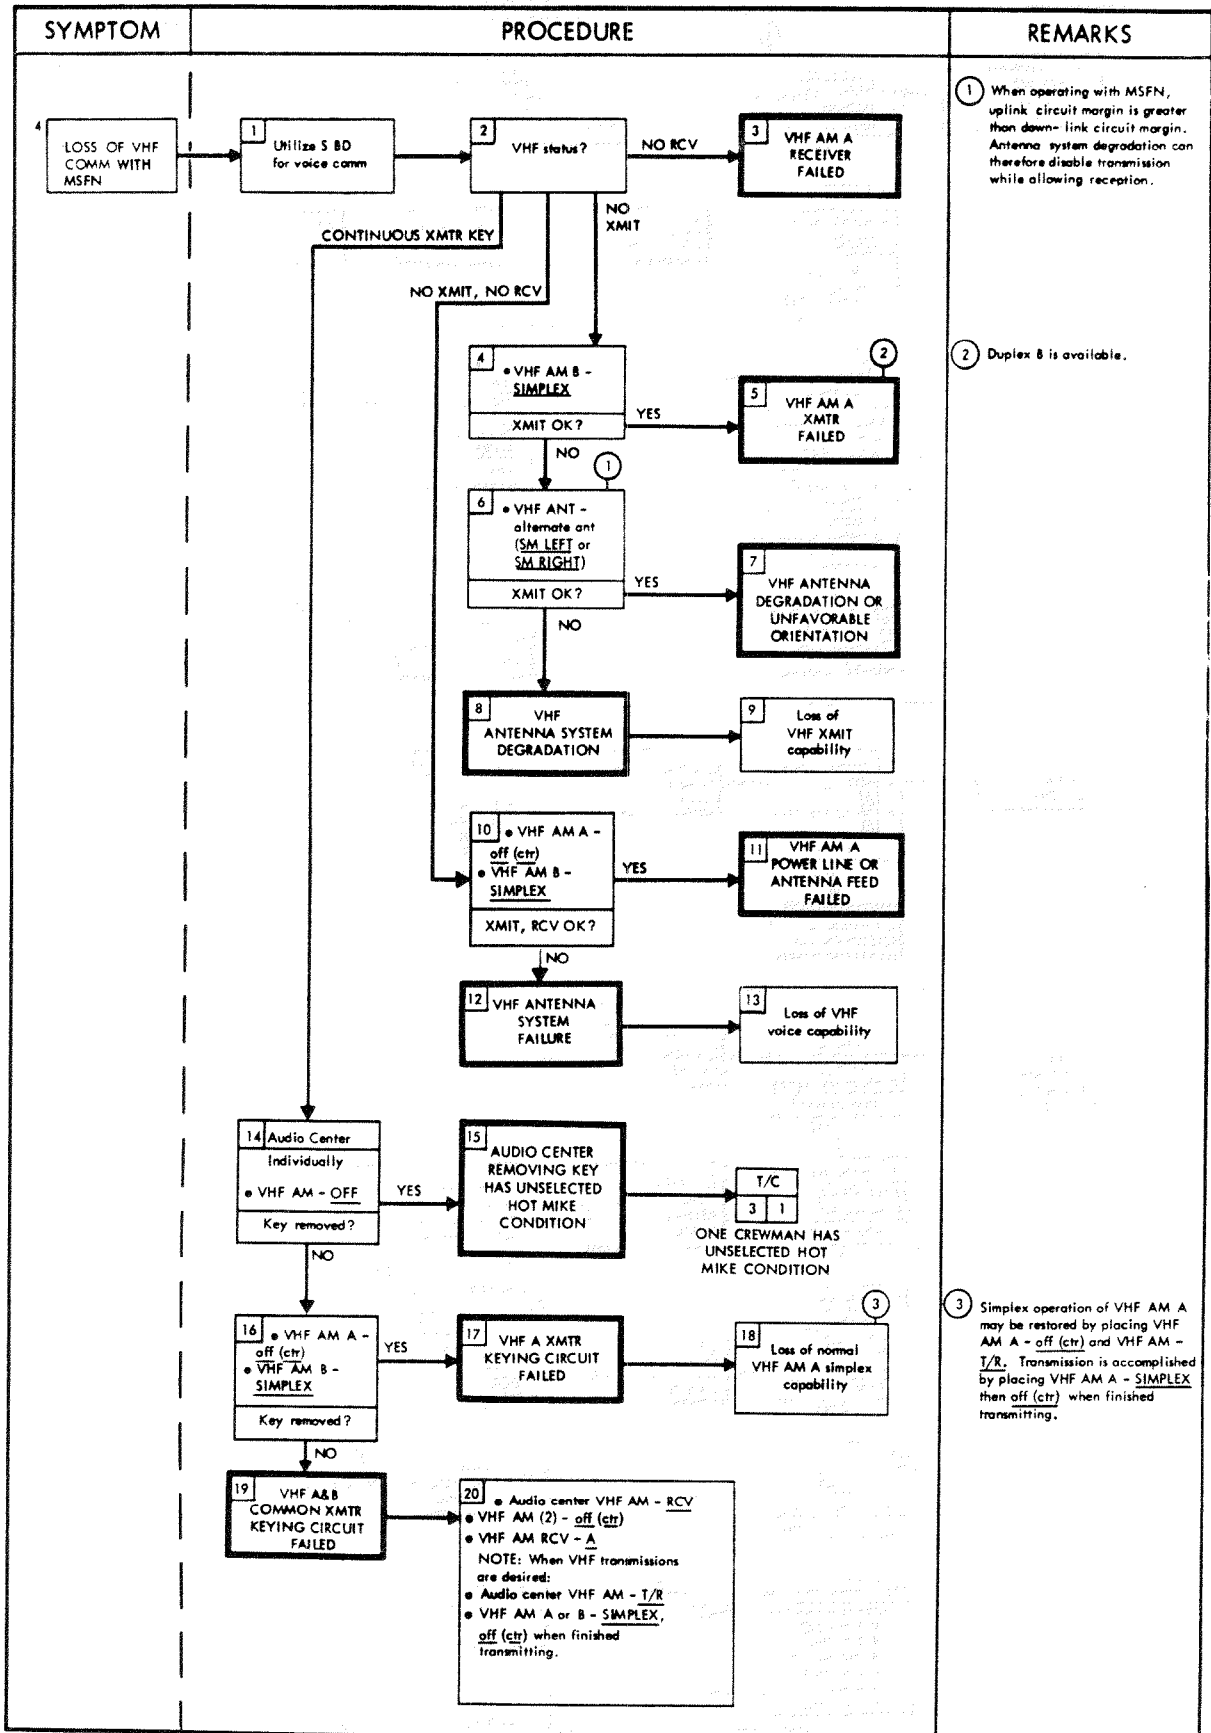 SYMPTOM
PROCEDURE
REMARKS
4
LOSS OF VHF
COMM WITH
MSFN
1
Utilize S BD
for voice comm
2
VHF status?
NO RCV
3
VHF AM A
RECEIVER
FAILED
1 When operating with MSFN,
uplink circuit margin is greater
than down- link circuit margin.
Antenna system degradation can
therefore disable transmission
while allowing reception.
CONTINUOUS XMTR KEY
NO
XMIT
NO XMIT, NO RCV
4
• VHF AM B -
SIMPLEX
XMIT OK?
YES
2
5
VHF AM A
XMTR
FAILED
2 Duplex B is available.
NO
1
6
• VHF ANT -
alternate ant
(SM LEFT or
SM RIGHT)
XMIT OK?
YES
7
VHF ANTENNA
DEGRADATION OR
UNFAVORABLE
ORIENTATION
NO
8
VHF
ANTENNA SYSTEM
DEGRADATION
9
Loss of
VHF XMIT
capability
10 • VHF AM A -
off (ctr)
• VHF AM B -
SIMPLEX
XMIT, RCV OK?
YES
11
VHF AM A
POWER LINE OR
ANTENNA FEED
FAILED
NO
12 VHF ANTENNA
SYSTEM
FAILURE
13
Loss of VHF
voice capability
14 Audio Center
Individually
• VHF AM - OFF
Key removed?
YES
15
AUDIO CENTER
REMOVING KEY
HAS UNSELECTED
HOT MIKE
CONDITION
T/C
3 1
ONE CREWMAN HAS
UNSELECTED HOT
MIKE CONDITION
NO
16 • VHF AM A -
off (ctr)
• VHF AM B -
SIMPLEX
Key removed?
YES
17
VHF A XMTR
KEYING CIRCUIT
FAILED
3
18
Loss of normal
VHF AM A simplex
capability
3 Simplex operation of VHF AM A
may be restored by placing VHF
AM A - off (ctr) and VHF AM -
T/R. Transmission is accomplished
by placing VHF AM A - SIMPLEX
then off (ctr) when finished
transmitting.
NO
19
VHF A&B
COMMON XMTR
KEYING CIRCUIT
FAILED
20
• Audio center VHF AM - RCV
• VHF AM (2) - off (ctr)
• VHF AM RCV - A
NOTE: When VHF transmissions
are desired:
• Audio center VHF AM - T/R
• VHF AM A or B - SIMPLEX,
off (ctr) when finished
transmitting.